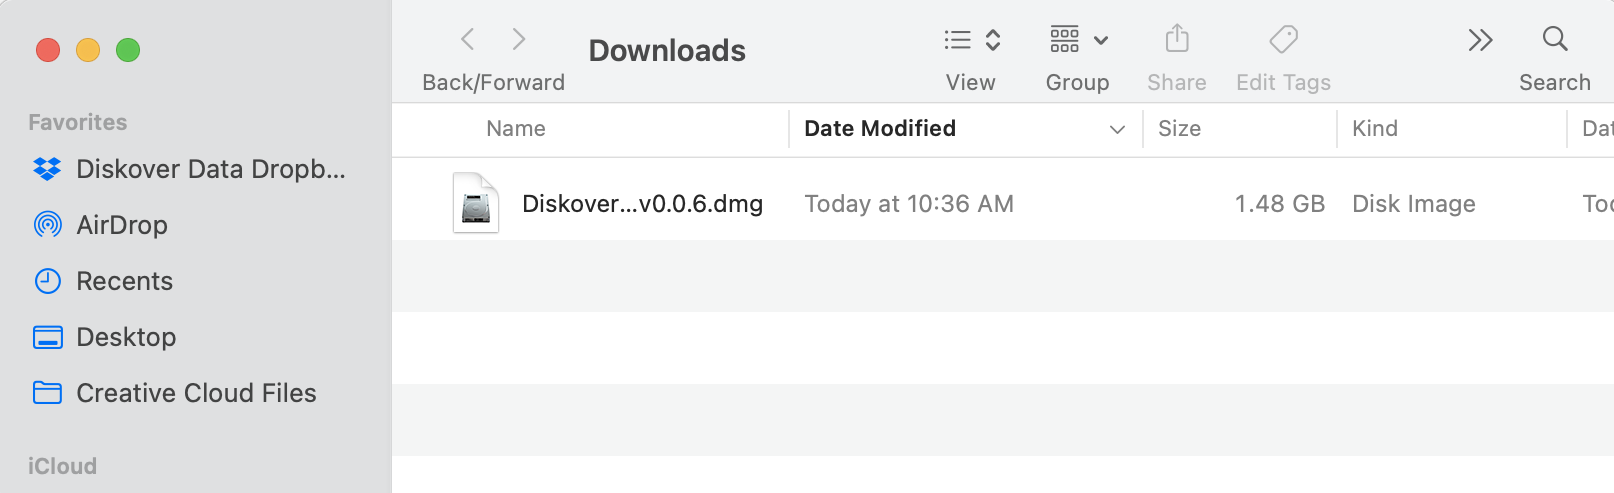 Downloads
Back/Forward
View
Group
Share
Edit Tags
Search
Favorites
Diskover Data Dropb...
AirDrop
Recents
Desktop
Creative Cloud Files
iCloud
Name Date Modified Size Kind Dat
Diskover...v0.0.6.dmg Today at 10:36 AM 1.48 GB Disk Image Too